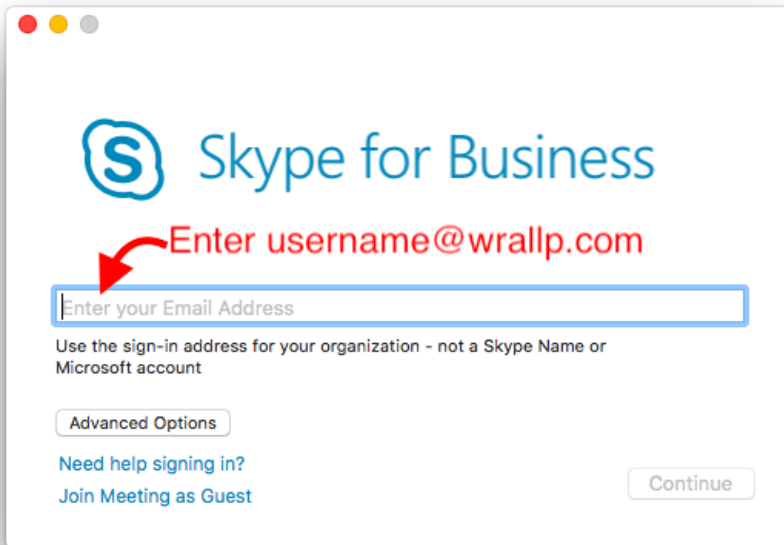 Skype for Business
Enter username@wrallp.com
Enter your Email Address
Use the sign-in address for your organization - not a Skype Name or
Microsoft account
Advanced Options
Need help signing in?
Join Meeting as Guest
Continue